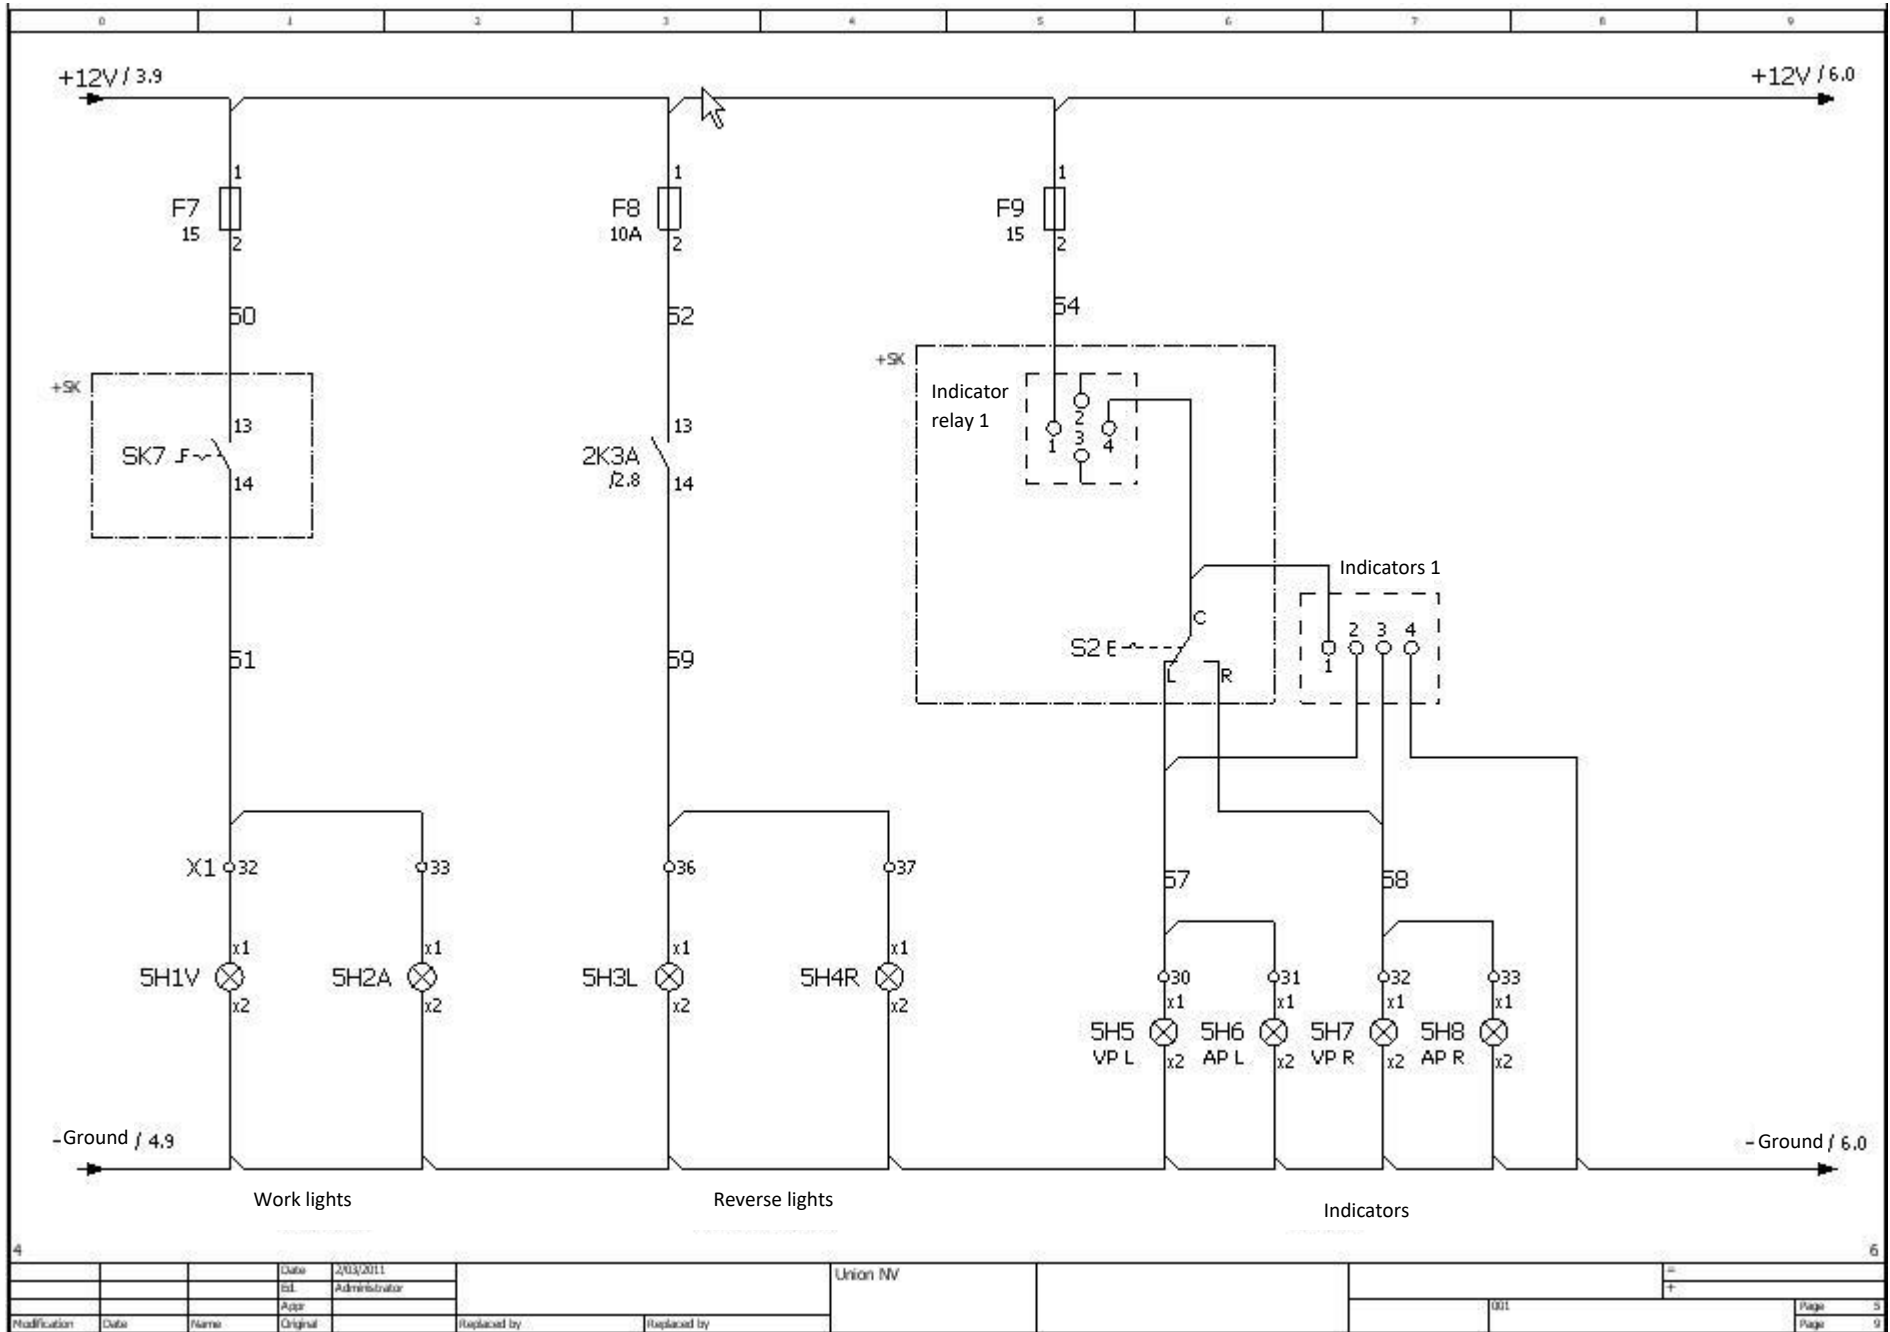 0 1 2 3 4 5 6 7 8 9
+12V / 3.9
+12V / 6.0
1 1 1
F7 F8 F9
15 10A 15
2 2 2
50 52 54
+SK +SK
Indicator
relay 1
1 2 3 4
13 13
SK7 2K3A
/2.8
14 14
Indicators 1
C
S2
L R
1 2 3 4
51 59
X1 32 33 36 37
57 58
x1 x1 x1 x1
5H1V 5H2A 5H3L 5H4R
x2 x2 x2 x2
30 31 32 33
x1 x1 x1 x1
5H5 5H6 5H7 5H8
VP L AP L VP R AP R
x2 x2 x2 x2
-Ground / 4.9
- Ground / 6.0
Work lights Reverse lights Indicators
4 6
Date 2/03/2011 Union NV =
Ed. Administrator +
Appr 001 Page 5
Modification Date Name Original Replaced by Replaced by Page 9